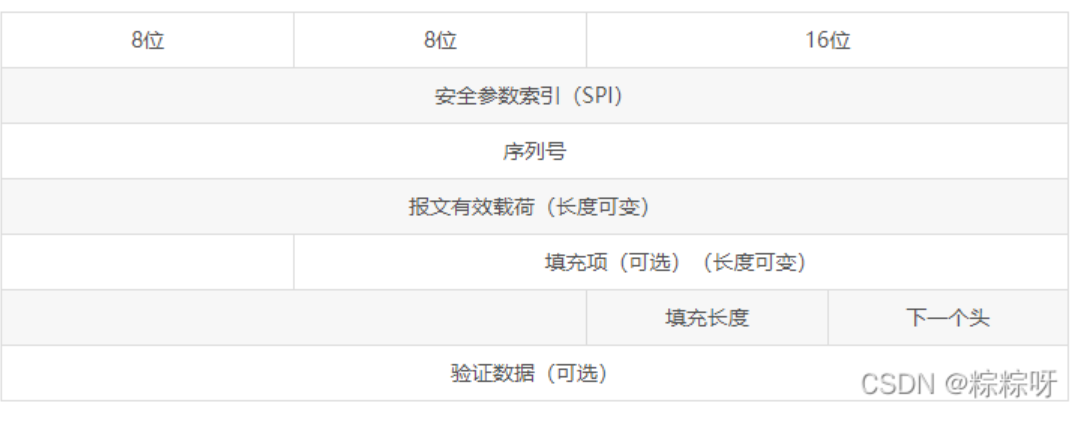 8位 8位 16位
安全参数索引（SPI）
序列号
报文有效载荷（长度可变）
填充项（可选）（长度可变）
填充长度 下一个头
验证数据（可选）
CSDN @粽粽呀